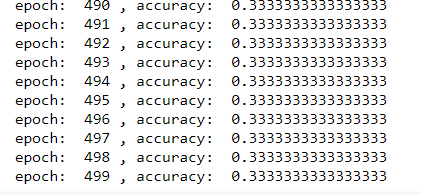 epoch:  490 , accuracy:  0.3333333333333333
epoch:  491 , accuracy:  0.3333333333333333
epoch:  492 , accuracy:  0.3333333333333333
epoch:  493 , accuracy:  0.3333333333333333
epoch:  494 , accuracy:  0.3333333333333333
epoch:  495 , accuracy:  0.3333333333333333
epoch:  496 , accuracy:  0.3333333333333333
epoch:  497 , accuracy:  0.3333333333333333
epoch:  498 , accuracy:  0.3333333333333333
epoch:  499 , accuracy:  0.3333333333333333